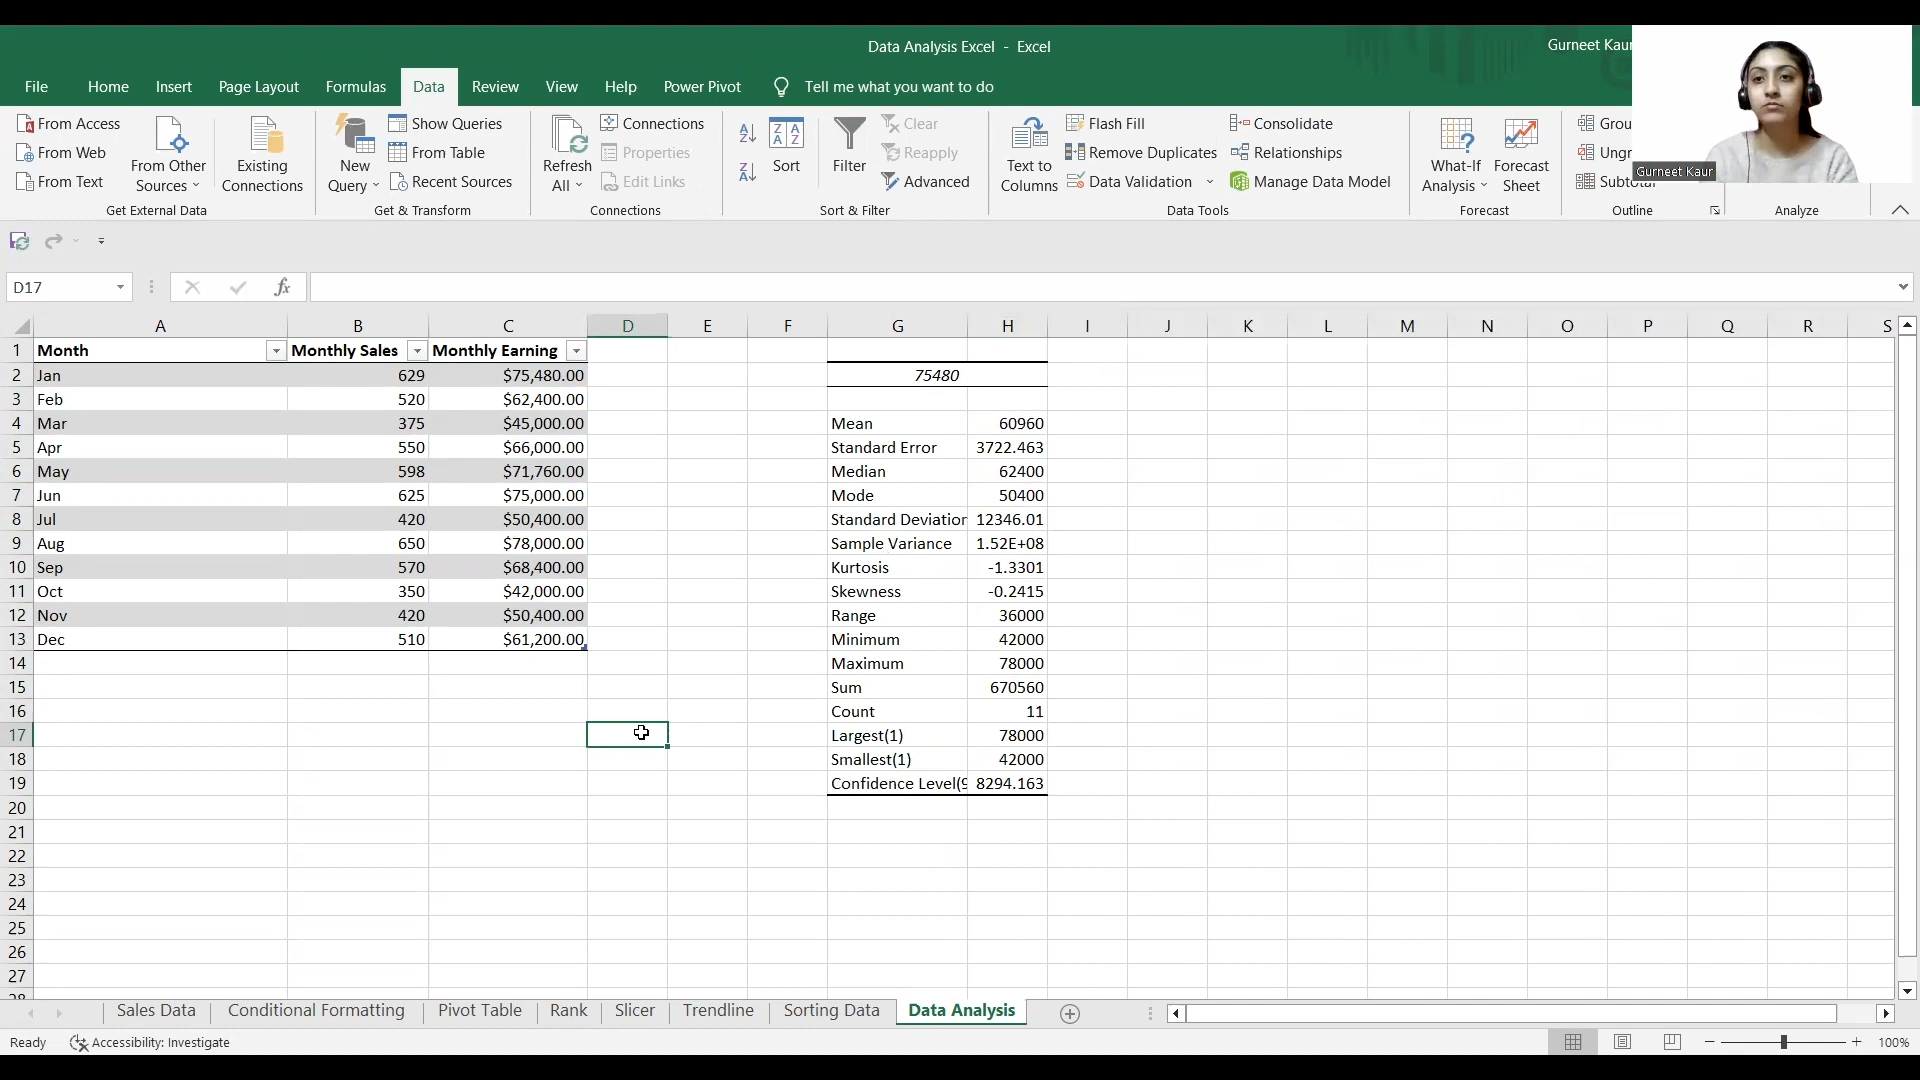 Data Analysis Excel - Excel
Gurneet Kaur
File Home Insert Page Layout Formulas Data Review View Help Power Pivot Tell me what you want to do
From Access
From Web
From Text
From Other Sources
Existing Connections
Get External Data
New Query
Show Queries
From Table
Recent Sources
Get & Transform
Refresh All
Connections
Properties
Edit Links
Connections
Sort
Filter
Clear
Reapply
Advanced
Sort & Filter
Text to Columns
Flash Fill
Remove Duplicates
Data Validation
Consolidate
Relationships
Manage Data Model
Data Tools
What-If Analysis
Forecast Sheet
Forecast
Grou
Ungr
Subtotal
Outline
Analyze
Gurneet Kaur
D17 fx
A B C D E F G H I J K L M N O P Q R S
1 Month Monthly Sales Monthly Earning
2 Jan 629 $75,480.00 75480
3 Feb 520 $62,400.00
4 Mar 375 $45,000.00 Mean 60960
5 Apr 550 $66,000.00 Standard Error 3722.463
6 May 598 $71,760.00 Median 62400
7 Jun 625 $75,000.00 Mode 50400
8 Jul 420 $50,400.00 Standard Deviation 12346.01
9 Aug 650 $78,000.00 Sample Variance 1.52E+08
10 Sep 570 $68,400.00 Kurtosis -1.3301
11 Oct 350 $42,000.00 Skewness -0.2415
12 Nov 420 $50,400.00 Range 36000
13 Dec 510 $61,200.00 Minimum 42000
14 Maximum 78000
15 Sum 670560
16 Count 11
17 Largest(1) 78000
18 Smallest(1) 42000
19 Confidence Level(9 8294.163
20
21
22
23
24
25
26
27
28
Sales Data Conditional Formatting Pivot Table Rank Slicer Trendline Sorting Data Data Analysis
Ready Accessibility: Investigate 100%